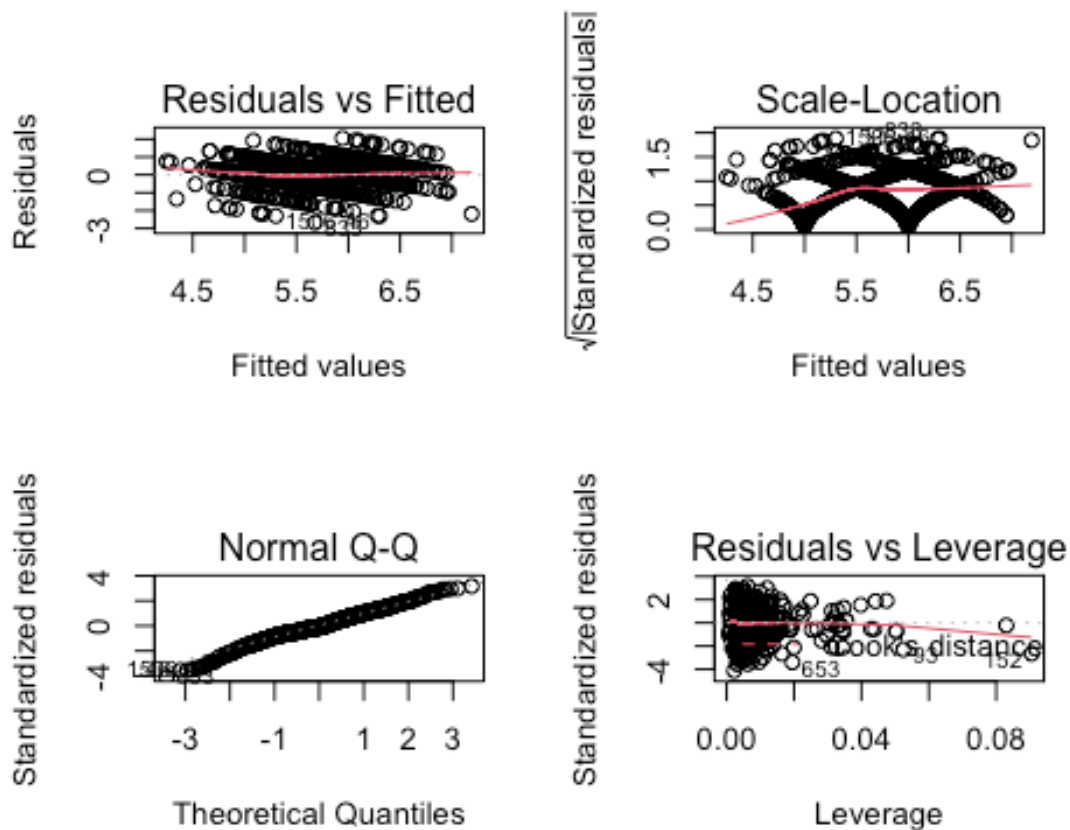 Residuals vs Fitted
Residuals
0
-3
4.5 5.5 6.5
Fitted values
Scale-Location
√|Standardized residuals|
1.5
0.0
4.5 5.5 6.5
Fitted values
Normal Q-Q
Standardized residuals
4
0
-4
-3 -1 1 2 3
Theoretical Quantiles
Residuals vs Leverage
Standardized residuals
2
-4
Cook's distance
653
93
152
0.00 0.04 0.08
Leverage